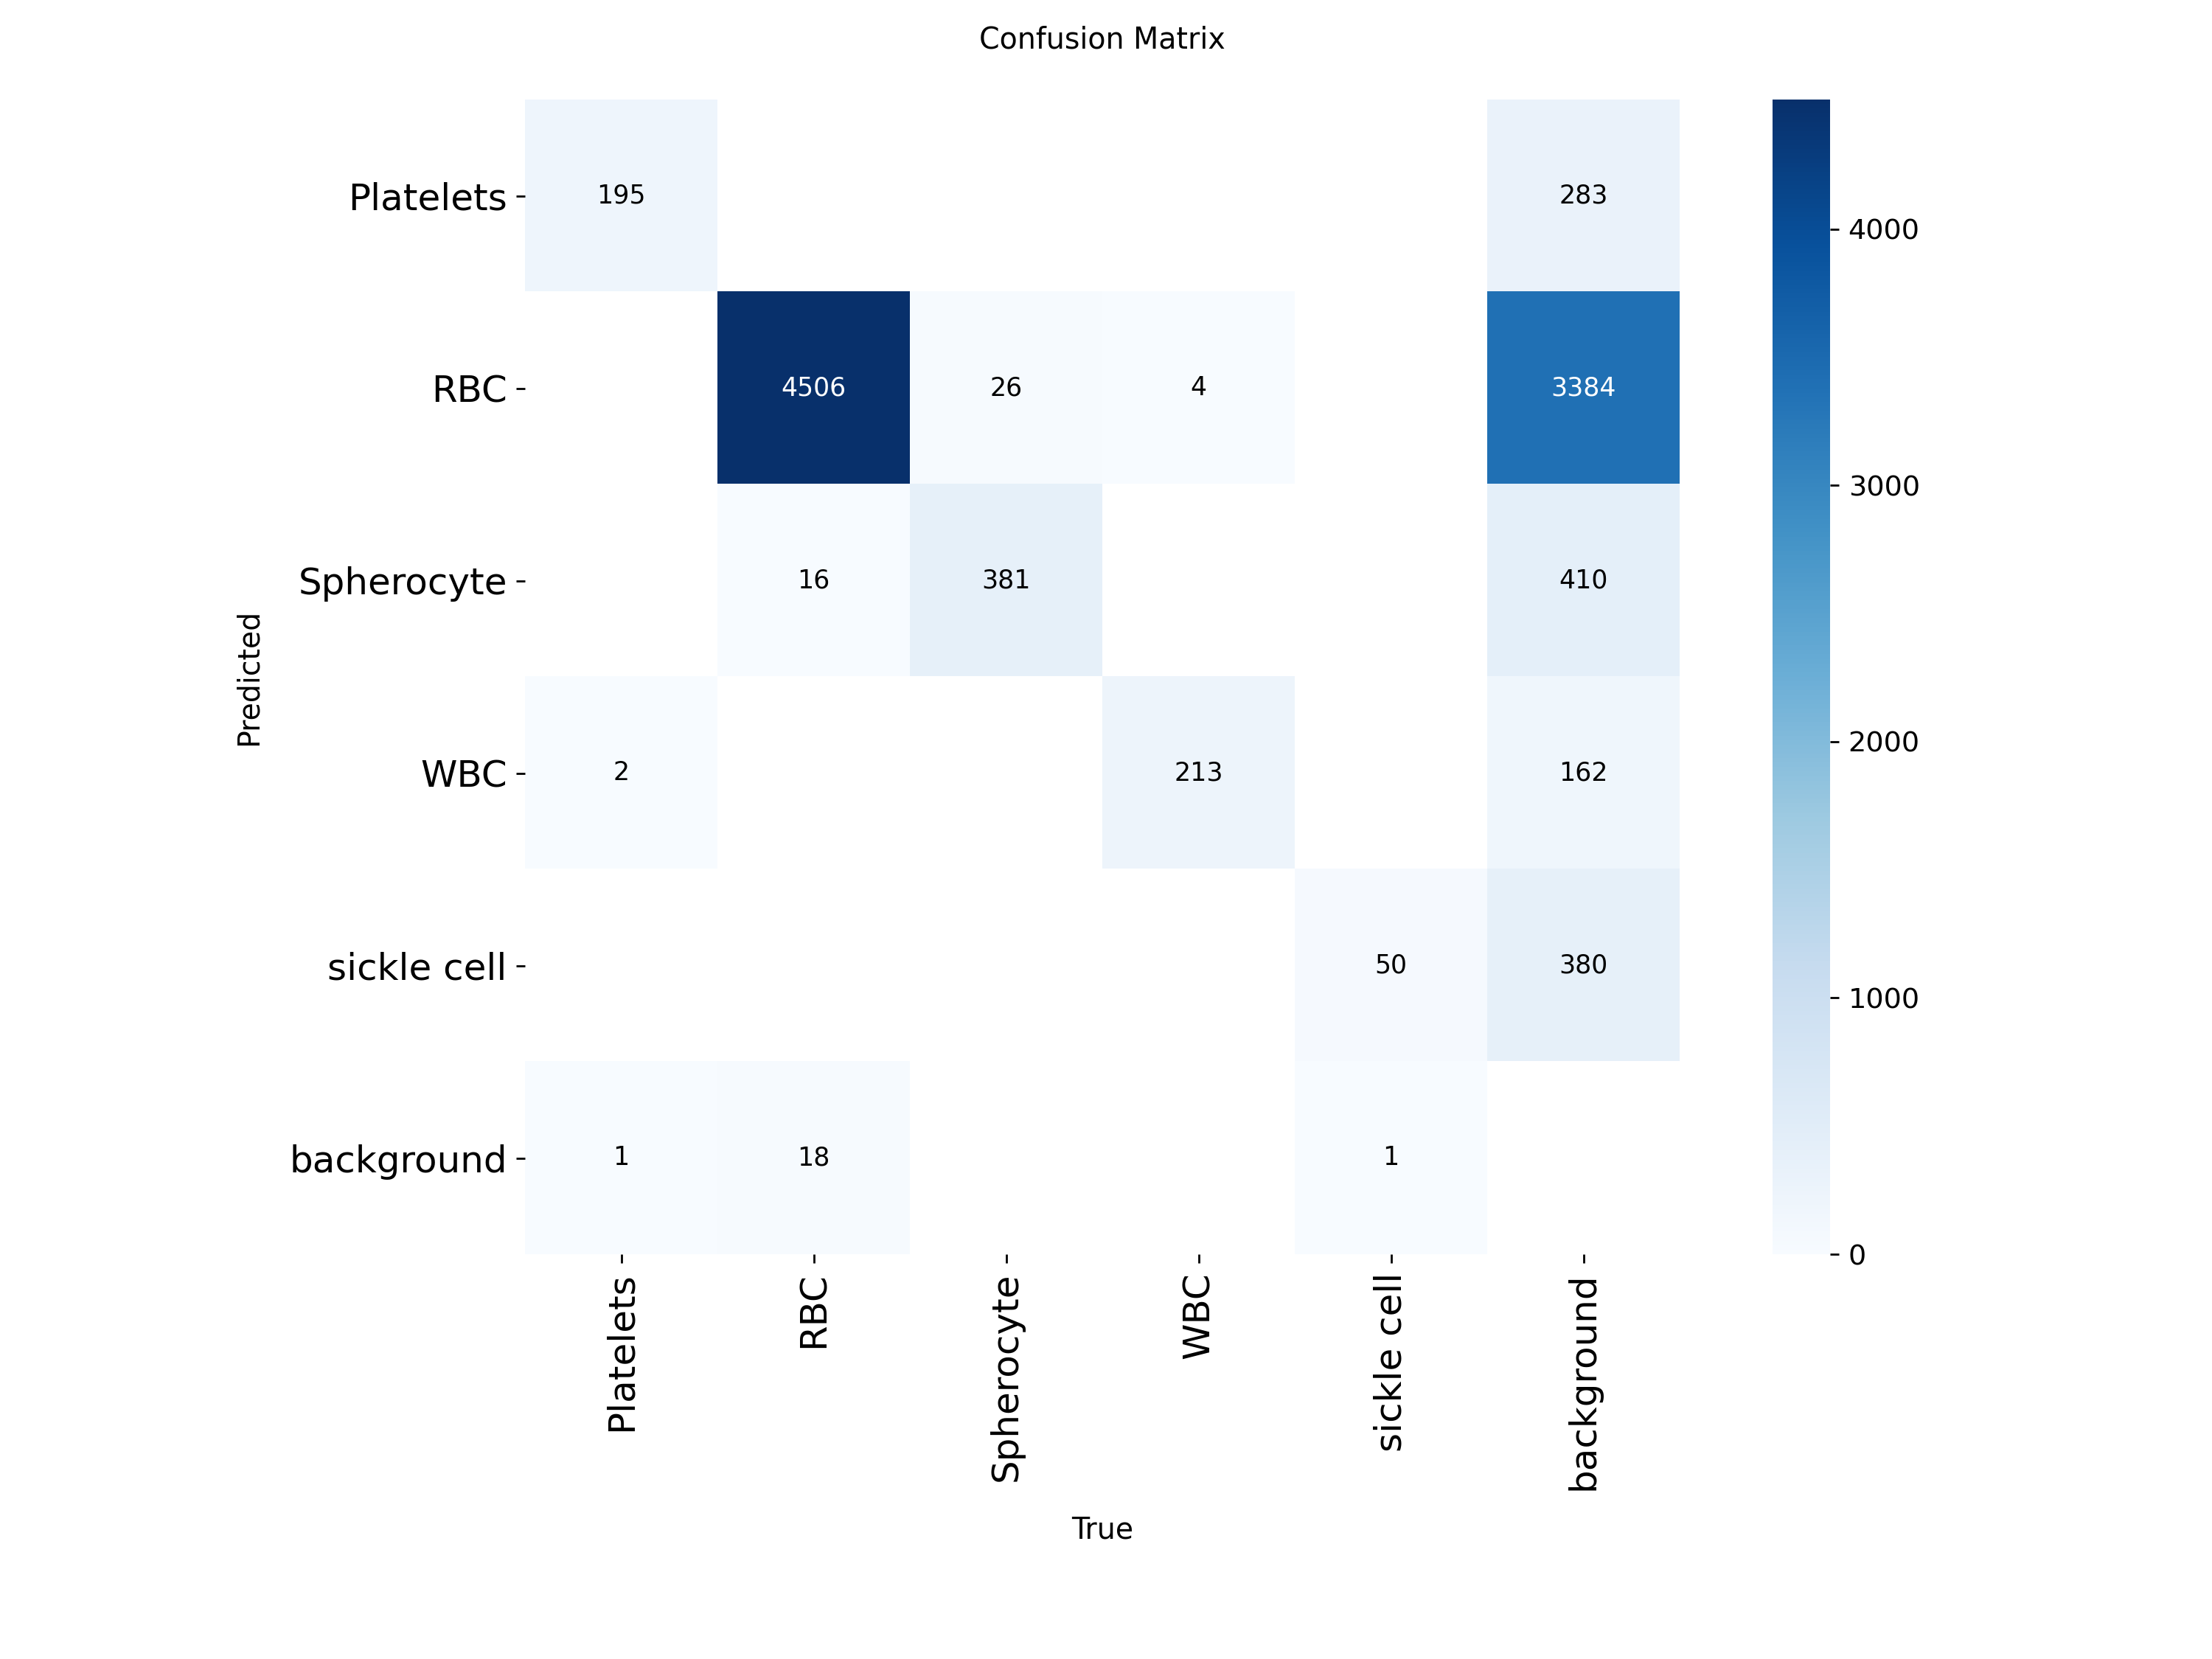 Confusion Matrix
Platelets
195
283
4000
RBC
4506
26
4
3384
3000
Spherocyte
16
381
410
Predicted
2000
WBC
2
213
162
sickle cell
50
380
1000
background
1
18
1
0
Platelets
RBC
Spherocyte
WBC
sickle cell
background
True